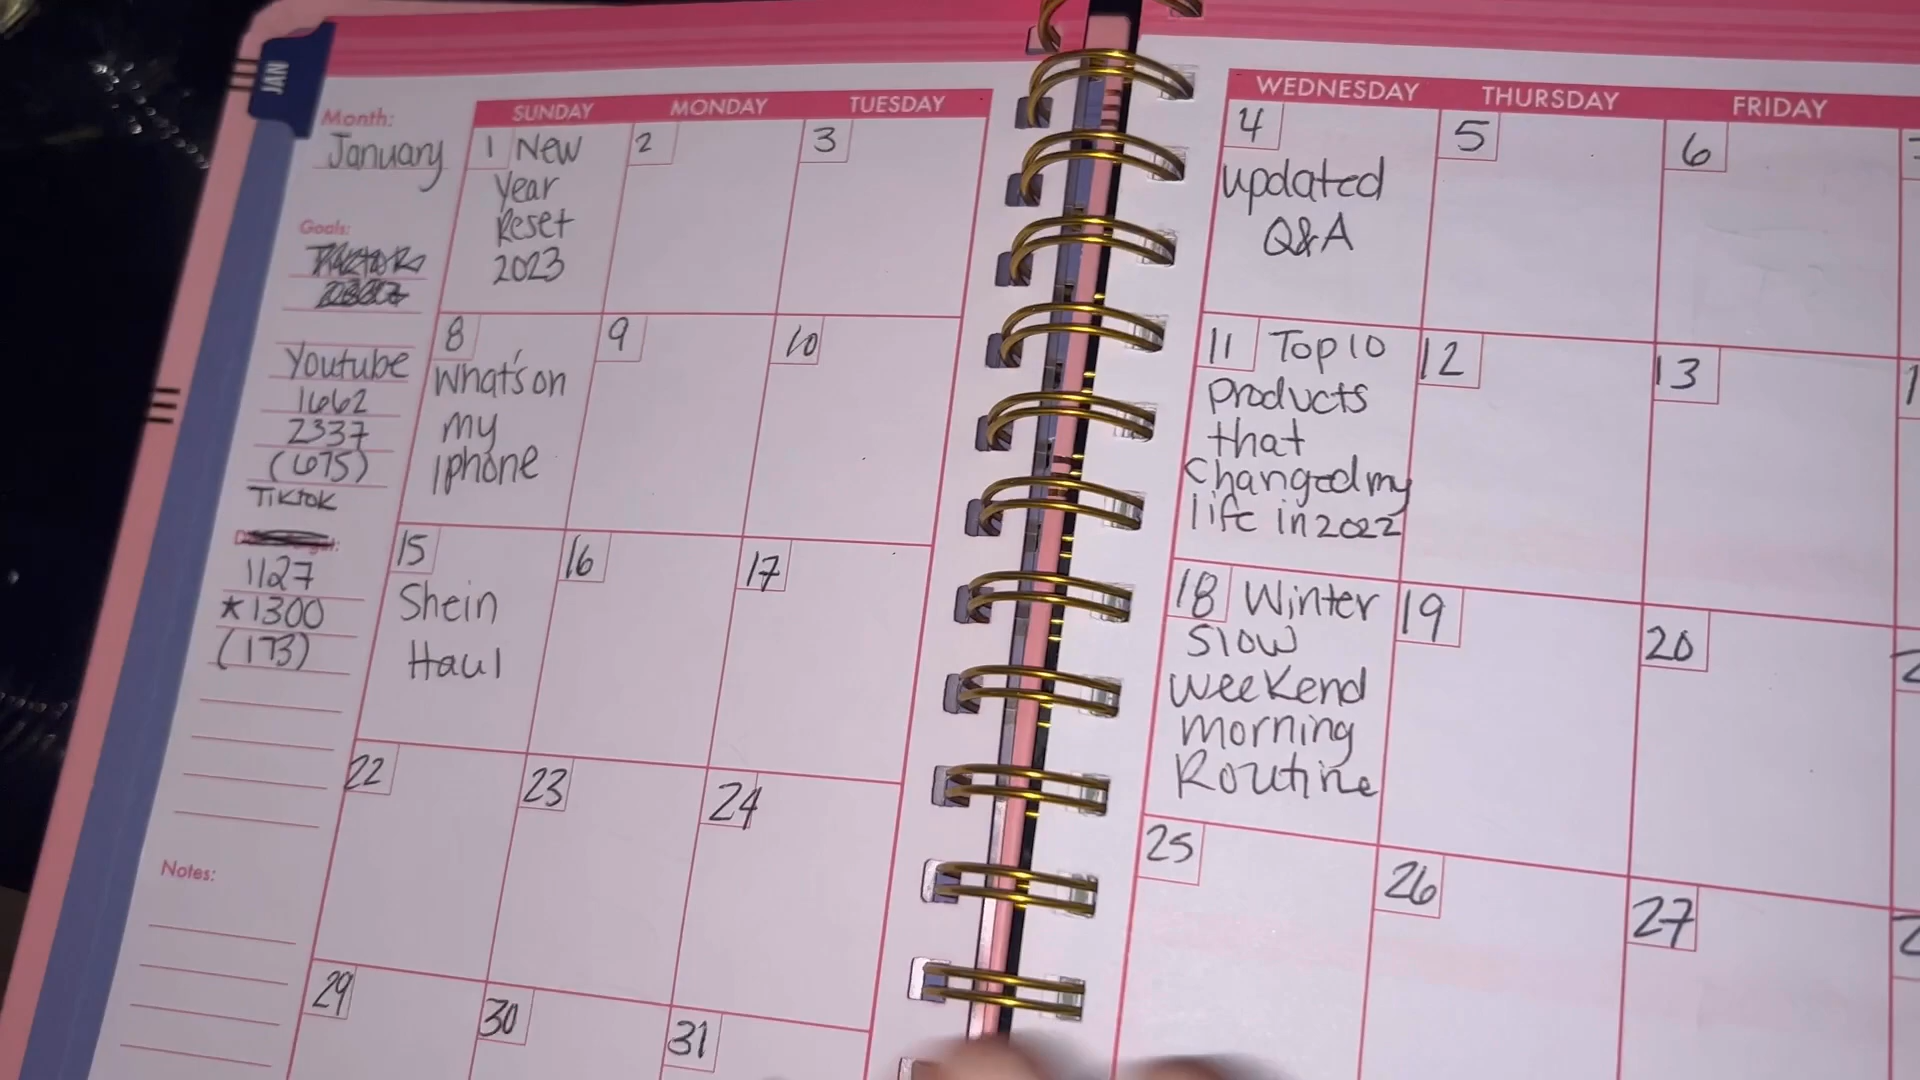 JAN
Month:
January
Goals:
Youtube
1662
2337
(675)
TikTok
1127
*1300
(173)
Notes:
SUNDAY MONDAY TUESDAY
1 New
Year
Reset
2023
2
3
8
What's on
my
iphone
9
10
15
Shein
Haul
16
17
22
23
24
29
30
31
WEDNESDAY THURSDAY FRIDAY
4
updated
Q&A
5
6
11 Top 10
products
that
changed my
life in 2022
12
13
18 Winter
Slow
weekend
morning
Routine
19
20
25
26
27